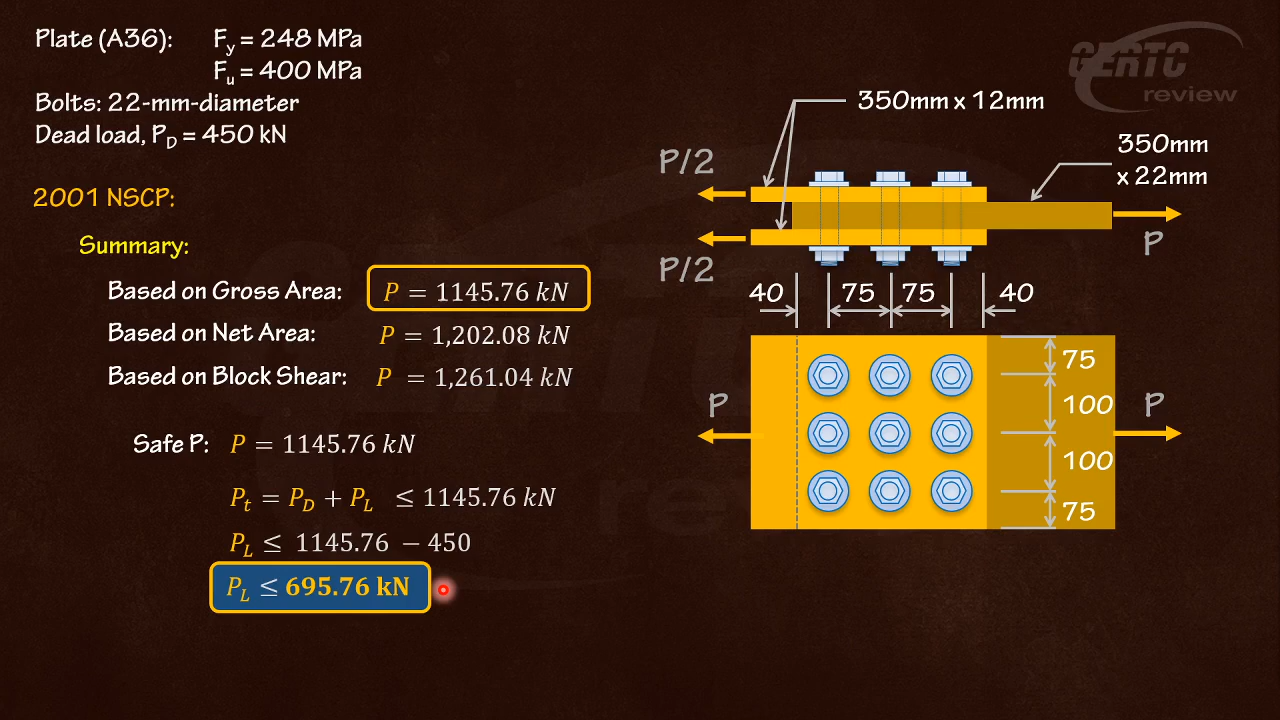 Plate (A36): Fy = 248 MPa
Fu = 400 MPa
Bolts: 22-mm-diameter
Dead load, PD = 450 kN
2001 NSCP:
Summary:
Based on Gross Area: P = 1145.76 kN
Based on Net Area: P = 1,202.08 kN
Based on Block Shear: P = 1,261.04 kN
Safe P: P = 1145.76 kN
Pt = PD + PL ≤ 1145.76 kN
PL ≤ 1145.76 − 450
PL ≤ 695.76 kN
GERTC
review
350mm x 12mm
350mm
x 22mm
P/2
P
P/2
40 75 75 40
75
P 100 P
100
75